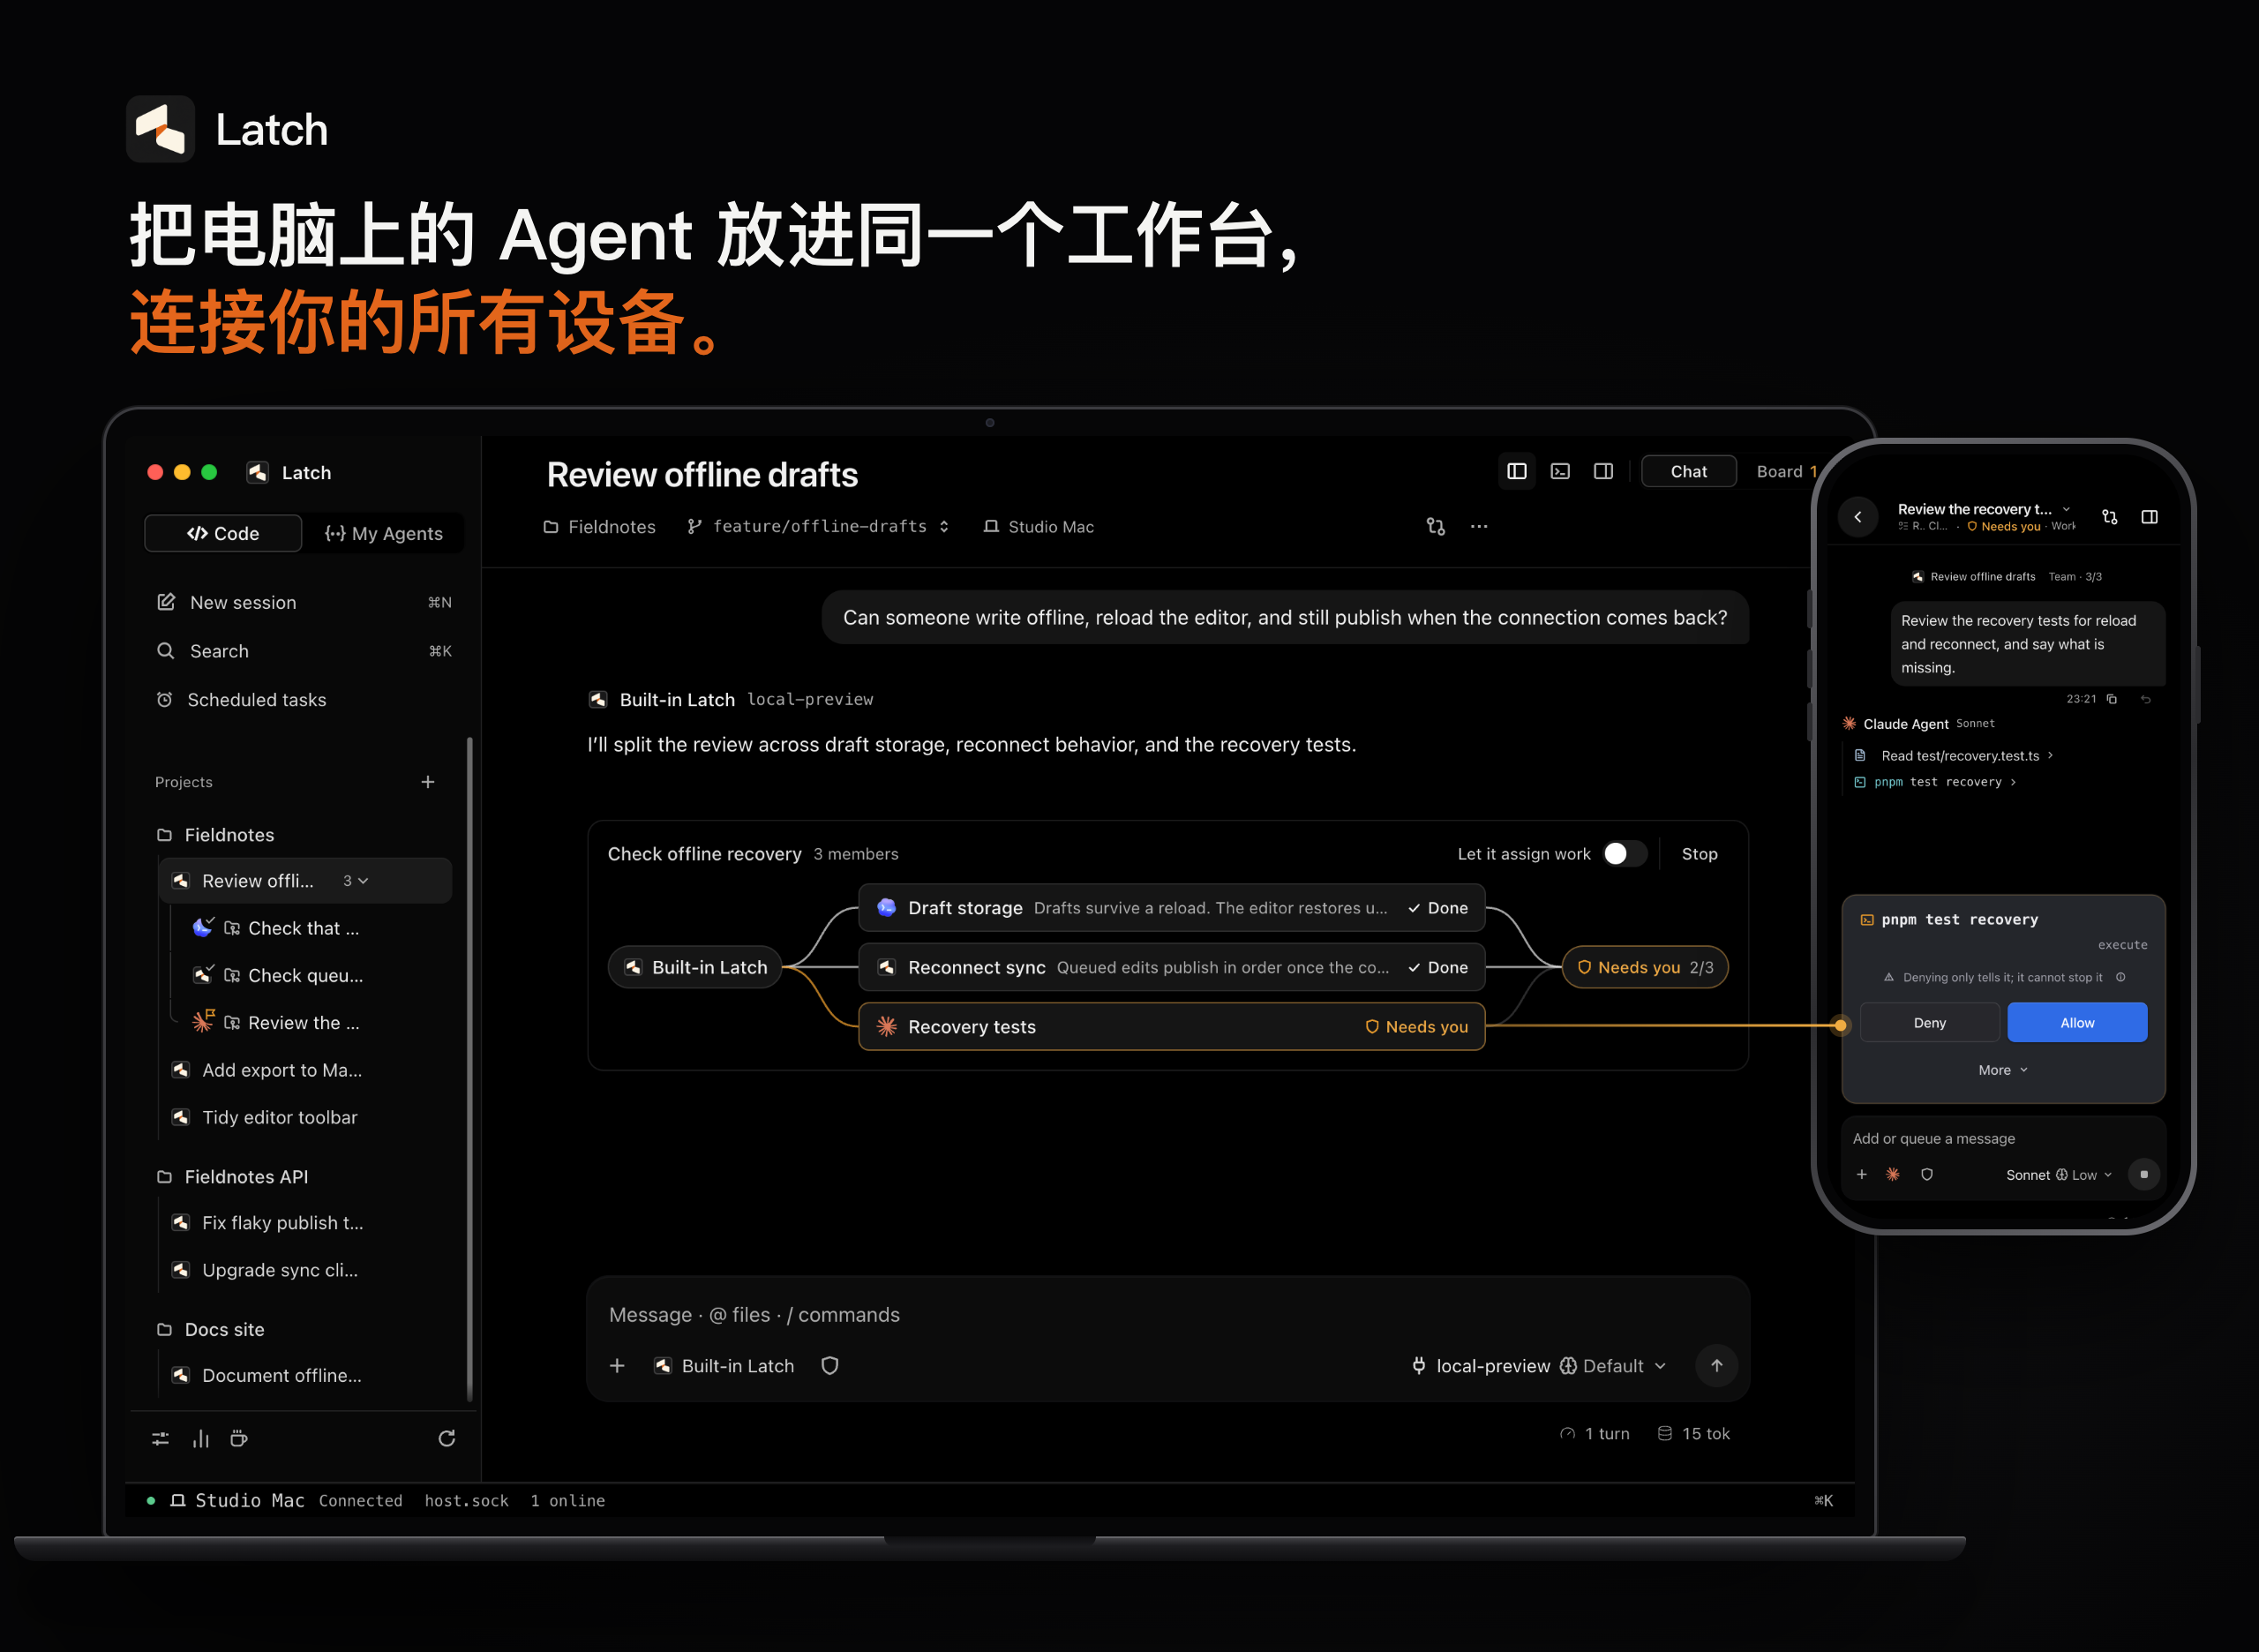 Latch
把电脑上的 Agent 放进同一个工作台，
连接你的所有设备。
Latch
Code
My Agents
New session ⌘N
Search ⌘K
Scheduled tasks
Projects
Fieldnotes
Review offli... 3
Check that ...
Check queu...
Review the ...
Add export to Ma...
Tidy editor toolbar
Fieldnotes API
Fix flaky publish t...
Upgrade sync cli...
Docs site
Document offline...
Review offline drafts
Chat
Board 1
Fieldnotes
feature/offline-drafts
Studio Mac
Can someone write offline, reload the editor, and still publish when the connection comes back?
Built-in Latch local-preview
I'll split the review across draft storage, reconnect behavior, and the recovery tests.
Check offline recovery 3 members
Let it assign work
Stop
Built-in Latch
Draft storage Drafts survive a reload. The editor restores u... Done
Reconnect sync Queued edits publish in order once the co... Done
Recovery tests Needs you
Needs you 2/3
Message · @ files · / commands
Built-in Latch
local-preview Default
1 turn 15 tok
Studio Mac Connected host.sock 1 online ⌘K
Review the recovery t...
R.. Cl... · Needs you · Work
Review offline drafts Team · 3/3
Review the recovery tests for reload
and reconnect, and say what is
missing.
23:21
Claude Agent Sonnet
Read test/recovery.test.ts
pnpm test recovery
pnpm test recovery
execute
Denying only tells it; it cannot stop it
Deny
Allow
More
Add or queue a message
Sonnet Low